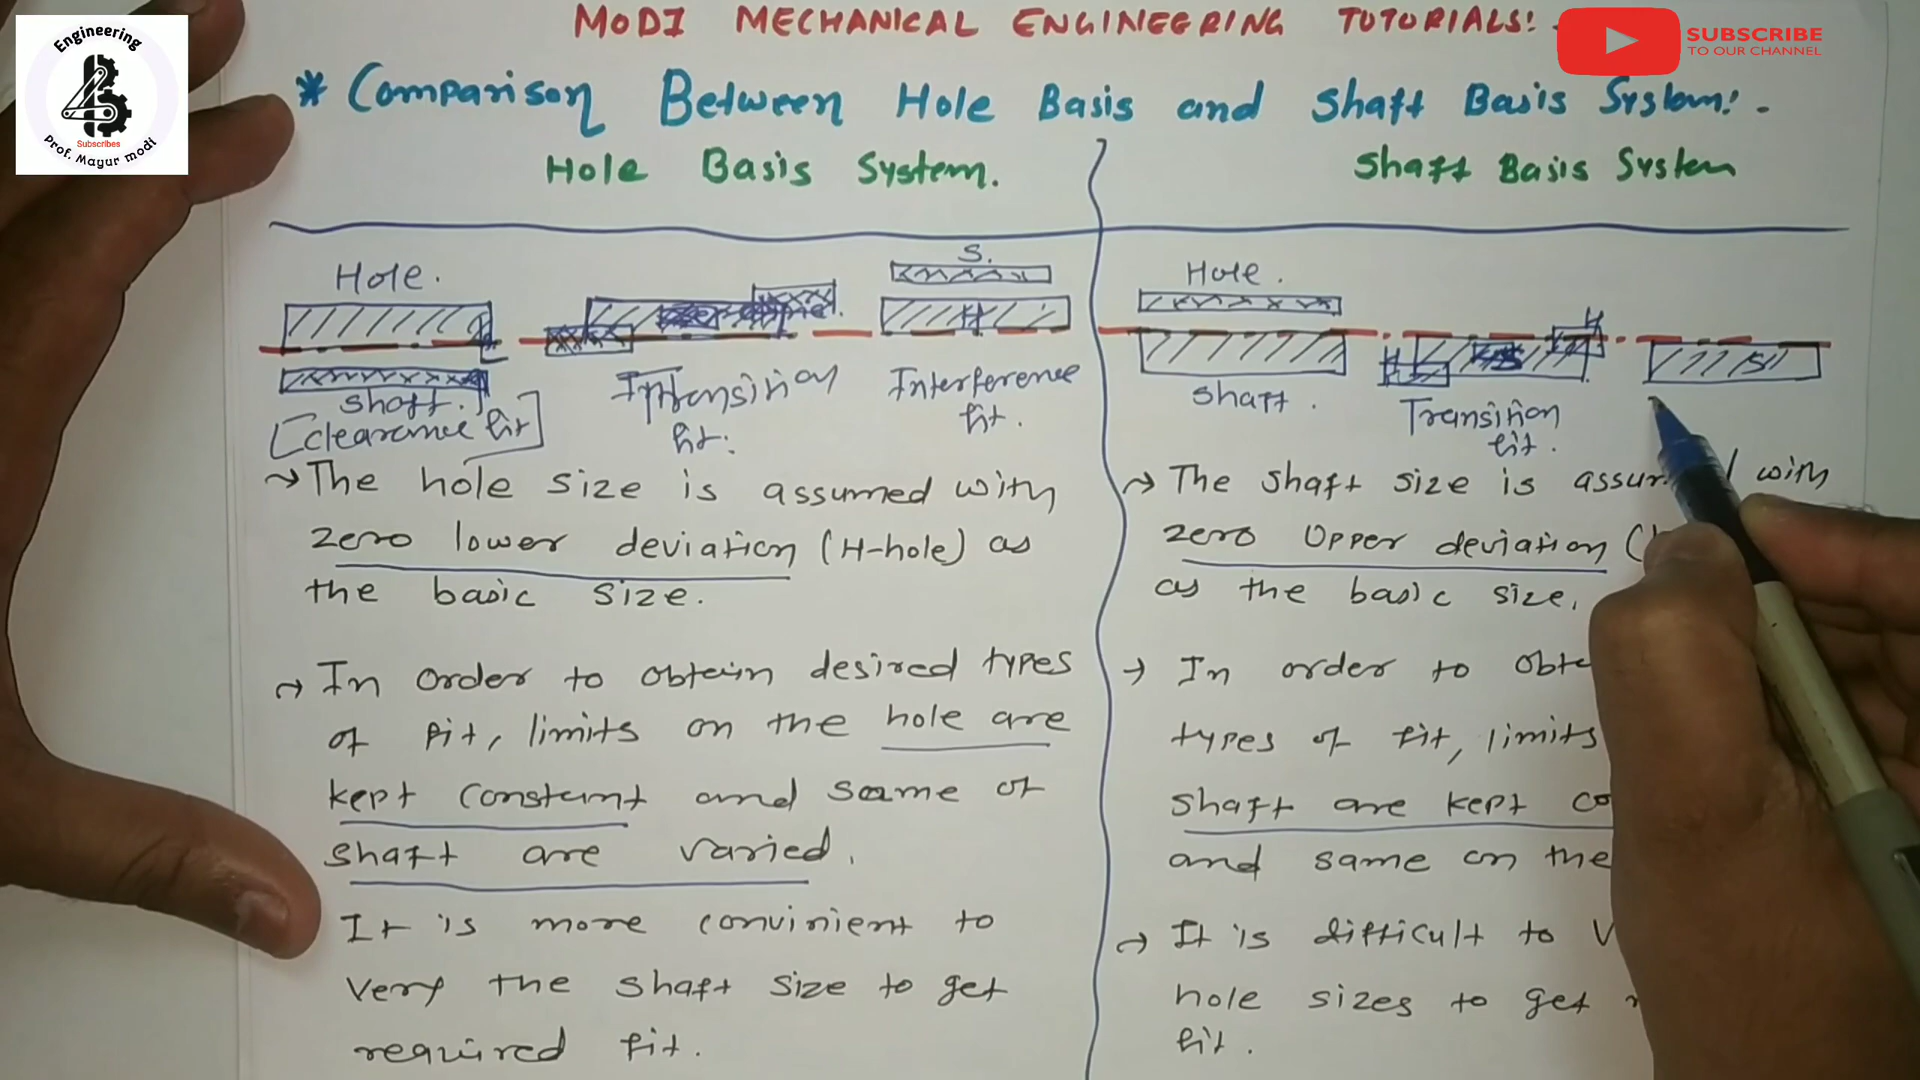 MODI MECHANICAL ENGINEERING TUTORIALS:-
SUBSCRIBE
TO OUR CHANNEL
Engineering
Subscribes
Prof. Mayur modi
* Comparison Between Hole Basis and Shaft Basis System:-
Hole Basis System.
Shaft Basis System
Hole.
S.
H
shaft.
[clearance fit]
Transition
fit.
Interference
fit.
→ The hole size is assumed with
zero lower deviation (H-hole) as
the basic size.
→ In order to obtain desired types
of fit, limits on the hole are
kept constant and same of
shaft are varied.
It is more convinient to
very the shaft size to get
required fit.
Hole.
shaft.
H
H
S
Transition
fit.
→ The shaft size is with
zero Upper deviation
as the basic size.
→ In order to
types of fit, limits
shaft are kept
and same on the
→ It is difficult to
hole sizes to get
fit.